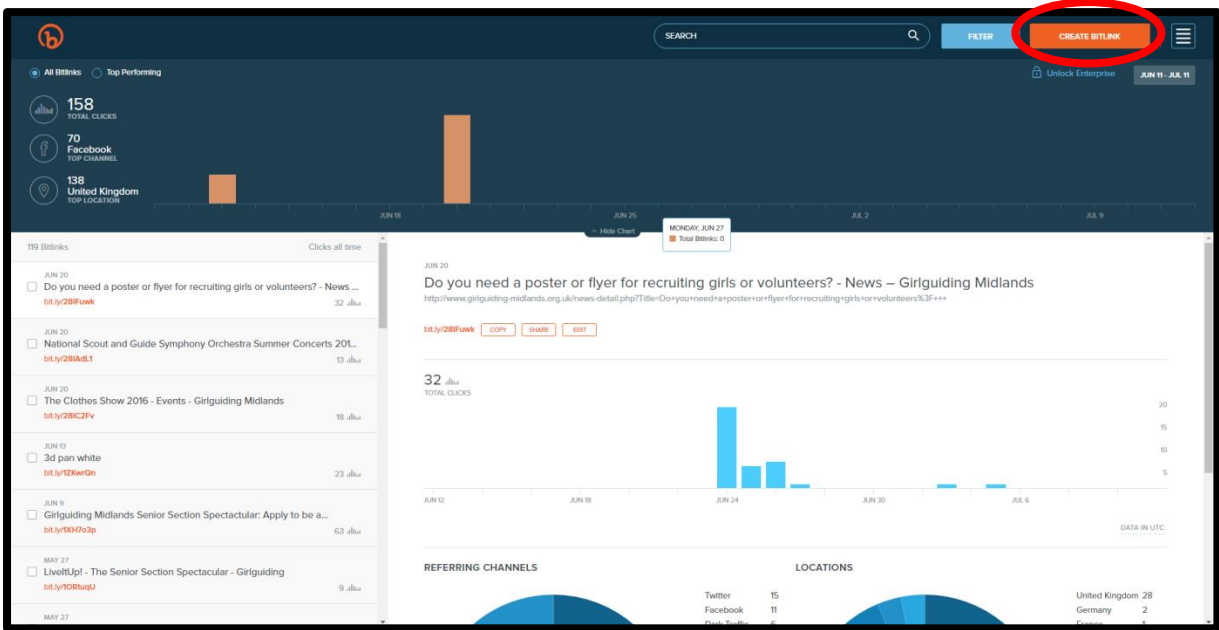 SEARCH
FILTER
CREATE BITLINK
All Bitlinks
Top Performing
Unlock Enterprise
JUN 11 - JUL 11
158
TOTAL CLICKS
70
Facebook
TOP CHANNEL
138
United Kingdom
TOP LOCATION
JUN 18
JUN 25
JUL 2
JUL 9
Hide Chart
MONDAY, JUN 27
Total Bitlinks: 0
119 Bitlinks
Clicks all time
JUN 20
Do you need a poster or flyer for recruiting girls or volunteers? - News ...
bit.ly/28IFuwk
32
JUN 20
National Scout and Guide Symphony Orchestra Summer Concerts 201...
bit.ly/28IAdL1
13
JUN 20
The Clothes Show 2016 - Events - Girlguiding Midlands
bit.ly/28IC2Fv
18
JUN 13
3d pan white
bit.ly/1ZKwrQn
23
JUN 9
Girlguiding Midlands Senior Section Spectactular: Apply to be a...
bit.ly/1XH7o3p
63
MAY 27
LiveItUp! - The Senior Section Spectacular - Girlguiding
bit.ly/1ORtuqU
9
MAY 27
JUN 20
Do you need a poster or flyer for recruiting girls or volunteers? - News – Girlguiding Midlands
http://www.girlguiding-midlands.org.uk/news-detail.php?Title=Do+you+need+a+poster+or+flyer+for+recruiting+girls+or+volunteers%3F+++
bit.ly/28IFuwk
COPY
SHARE
EDIT
32
TOTAL CLICKS
20
15
10
5
JUN 12
JUN 18
JUN 24
JUN 30
JUL 6
DATA IN UTC
REFERRING CHANNELS
Twitter 15
Facebook 11
Dark Traffic 6
LOCATIONS
United Kingdom 28
Germany 2
France 1